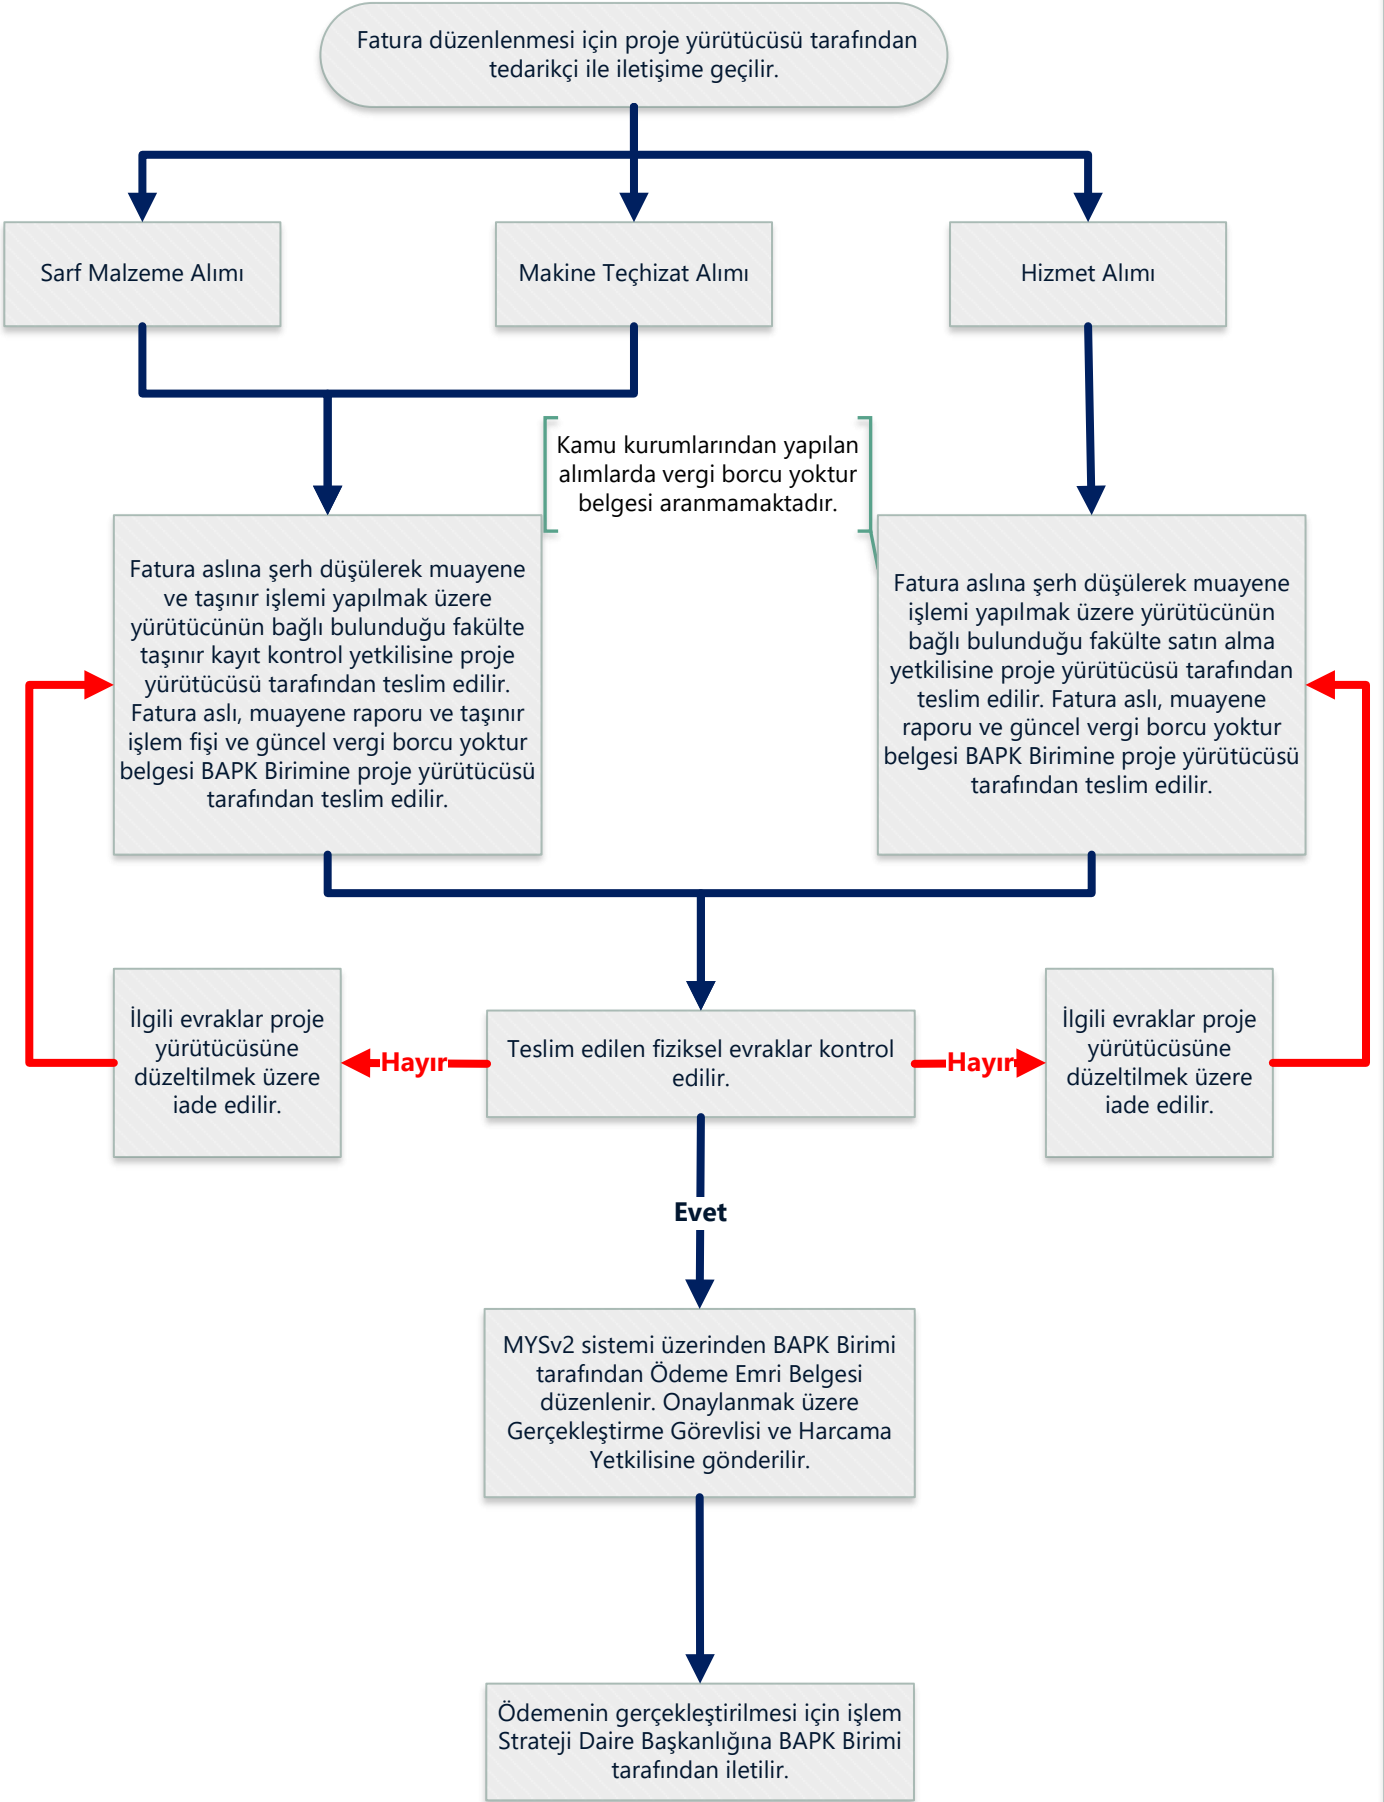 Fatura düzenlenmesi için proje yürütücüsü tarafından
tedarikçi ile iletişime geçilir.
Sarf Malzeme Alımı
Makine Teçhizat Alımı
Hizmet Alımı
Kamu kurumlarından yapılan
alımlarda vergi borcu yoktur
belgesi aranmamaktadır.
Fatura aslına şerh düşülerek muayene
ve taşınır işlemi yapılmak üzere
yürütücünün bağlı bulunduğu fakülte
taşınır kayıt kontrol yetkilisine proje
yürütücüsü tarafından teslim edilir.
Fatura aslı, muayene raporu ve taşınır
işlem fişi ve güncel vergi borcu yoktur
belgesi BAPK Birimine proje yürütücüsü
tarafından teslim edilir.
Fatura aslına şerh düşülerek muayene
işlemi yapılmak üzere yürütücünün
bağlı bulunduğu fakülte satın alma
yetkilisine proje yürütücüsü tarafından
teslim edilir. Fatura aslı, muayene
raporu ve güncel vergi borcu yoktur
belgesi BAPK Birimine proje yürütücüsü
tarafından teslim edilir.
İlgili evraklar proje
yürütücüsüne
düzeltilmek üzere
iade edilir.
Hayır
Teslim edilen fiziksel evraklar kontrol
edilir.
Hayır
İlgili evraklar proje
yürütücüsüne
düzeltilmek üzere
iade edilir.
Evet
MYSv2 sistemi üzerinden BAPK Birimi
tarafından Ödeme Emri Belgesi
düzenlenir. Onaylanmak üzere
Gerçekleştirme Görevlisi ve Harcama
Yetkilisine gönderilir.
Ödemenin gerçekleştirilmesi için işlem
Strateji Daire Başkanlığına BAPK Birimi
tarafından iletilir.